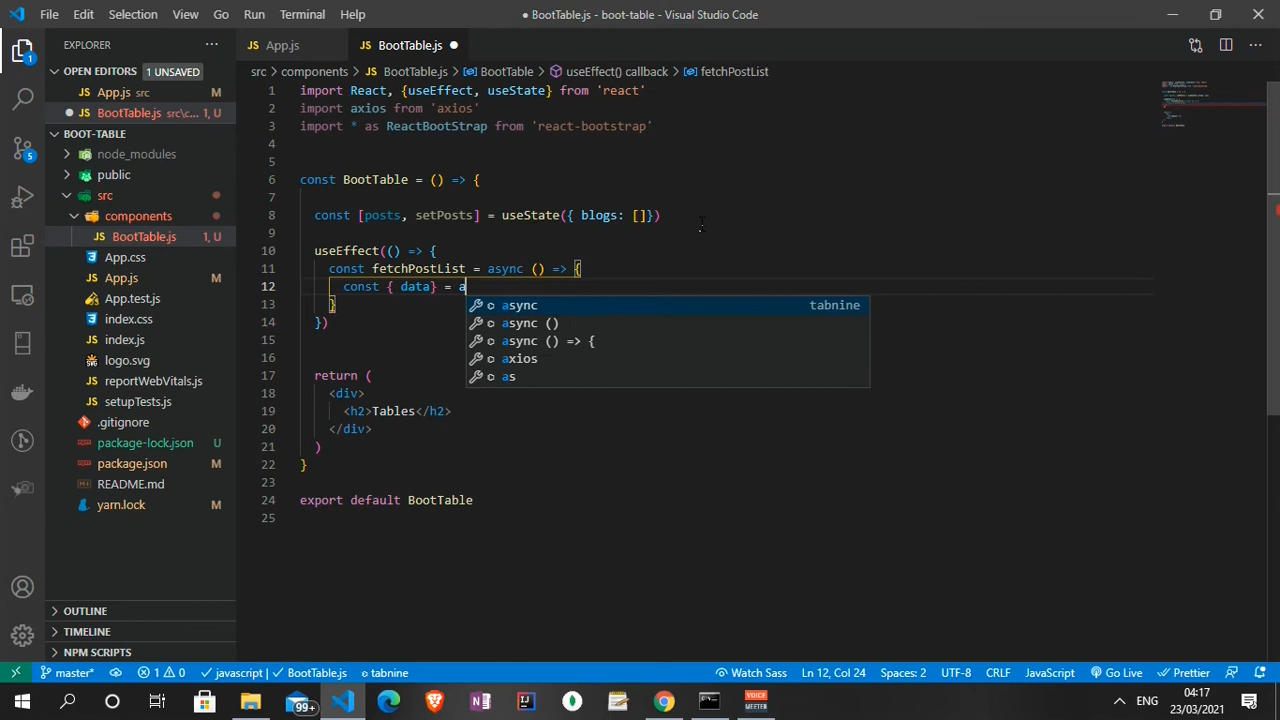 File Edit Selection View Go Run Terminal Help
● BootTable.js - boot-table - Visual Studio Code
EXPLORER
OPEN EDITORS 1 UNSAVED
App.js src M
BootTable.js src\c... 1, U
BOOT-TABLE
node_modules
public
src
components
BootTable.js 1, U
App.css
App.js M
App.test.js
index.css
index.js
logo.svg
reportWebVitals.js
setupTests.js
.gitignore
package-lock.json U
package.json M
README.md
yarn.lock M
OUTLINE
TIMELINE
NPM SCRIPTS
1
5
JS App.js
JS BootTable.js ●
src > components > JS BootTable.js > BootTable > useEffect() callback > fetchPostList
1 import React, {useEffect, useState} from 'react'
2 import axios from 'axios'
3 import * as ReactBootStrap from 'react-bootstrap'
4
5
6 const BootTable = () => {
7
8 const [posts, setPosts] = useState({ blogs: []})
9
10 useEffect(() => {
11 const fetchPostList = async () => {
12 const { data} = a
13 }
14 })
15
16
17 return (
18 <div>
19 <h2>Tables</h2>
20 </div>
21 )
22 }
23
24 export default BootTable
25
async tabnine
async ()
async () => {
axios
as
master* 1 0 javascript | BootTable.js tabnine Watch Sass Ln 12, Col 24 Spaces: 2 UTF-8 CRLF JavaScript Go Live Prettier
99+ VOICE MEETER ENG 04:17
23/03/2021